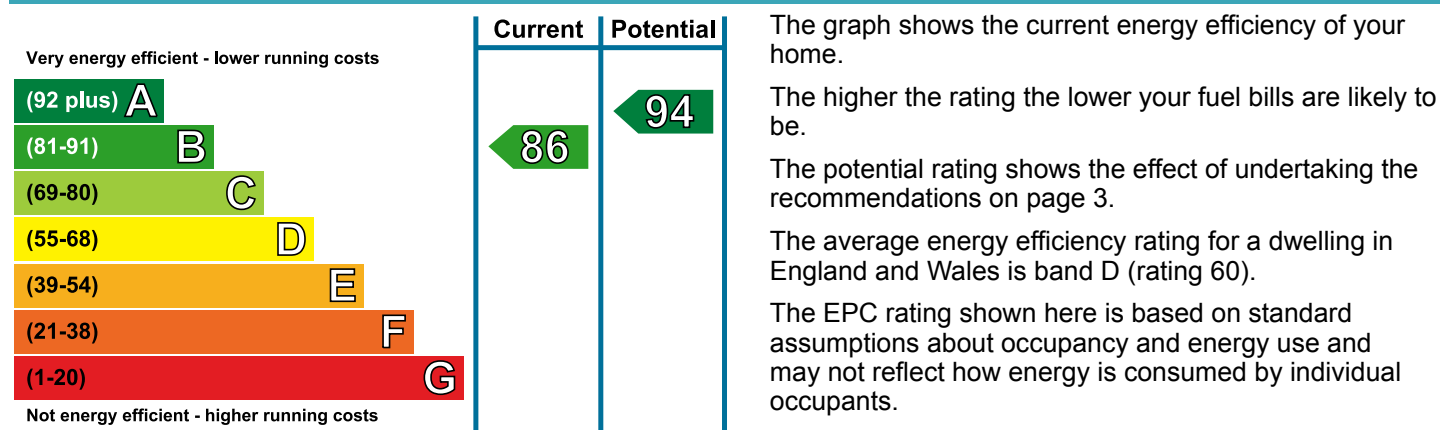 Current Potential
Very energy efficient - lower running costs
(92 plus) A
94
(81-91) B
86
(69-80) C
(55-68) D
(39-54) E
(21-38) F
(1-20) G
Not energy efficient - higher running costs
The graph shows the current energy efficiency of your
home.
The higher the rating the lower your fuel bills are likely to
be.
The potential rating shows the effect of undertaking the
recommendations on page 3.
The average energy efficiency rating for a dwelling in
England and Wales is band D (rating 60).
The EPC rating shown here is based on standard
assumptions about occupancy and energy use and
may not reflect how energy is consumed by individual
occupants.